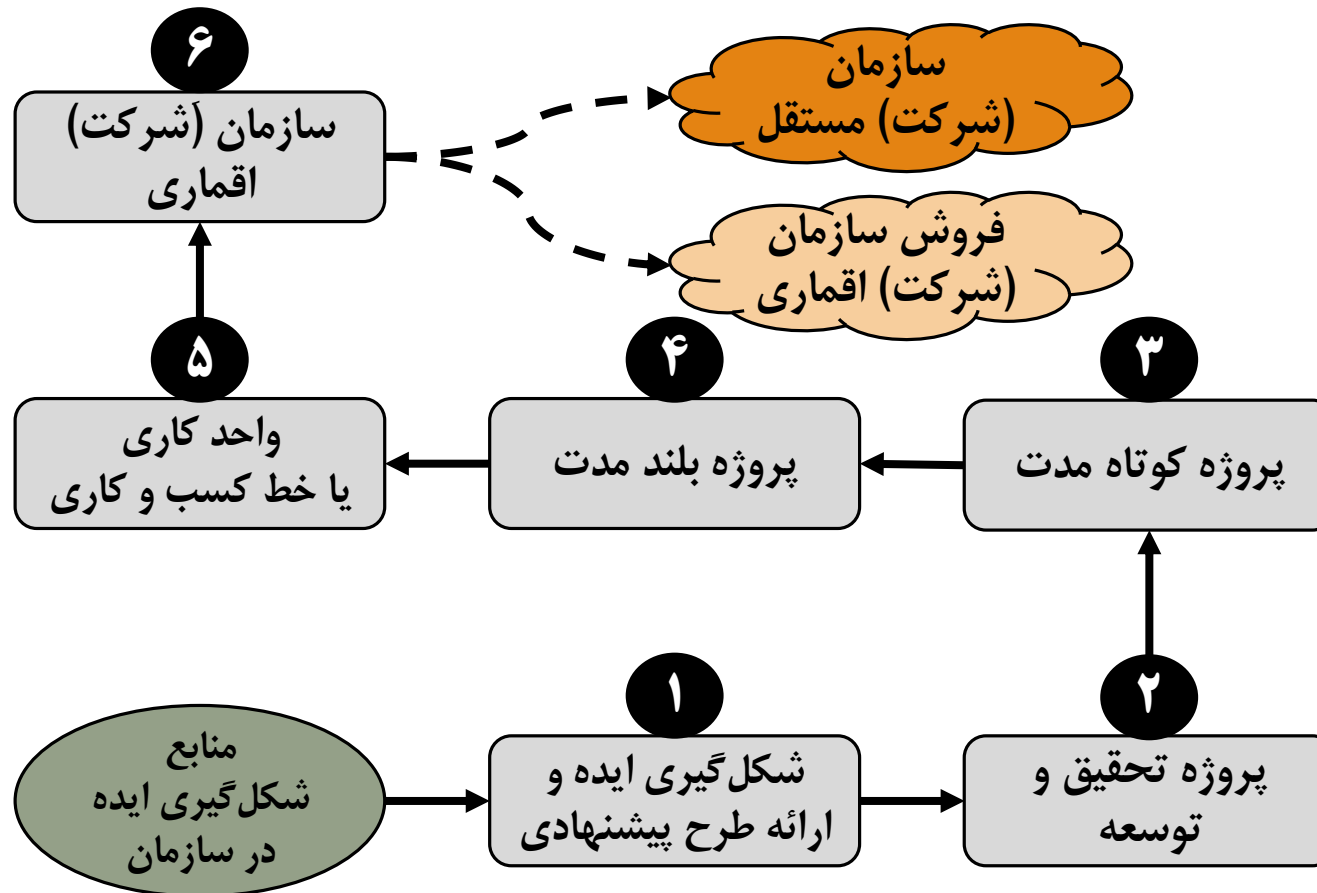 ۶
سازمان (شرکت)
اقماری
سازمان
(شرکت) مستقل
فروش سازمان
(شرکت) اقماری
۳
پروژه کوتاه مدت
۴
پروژه بلند مدت
۵
واحد کاری
یا خط کسب و کاری
منابع
شکل‌گیری ایده
در سازمان
۱
شکل‌گیری ایده و
ارائه طرح پیشنهادی
۲
پروژه تحقیق و
توسعه